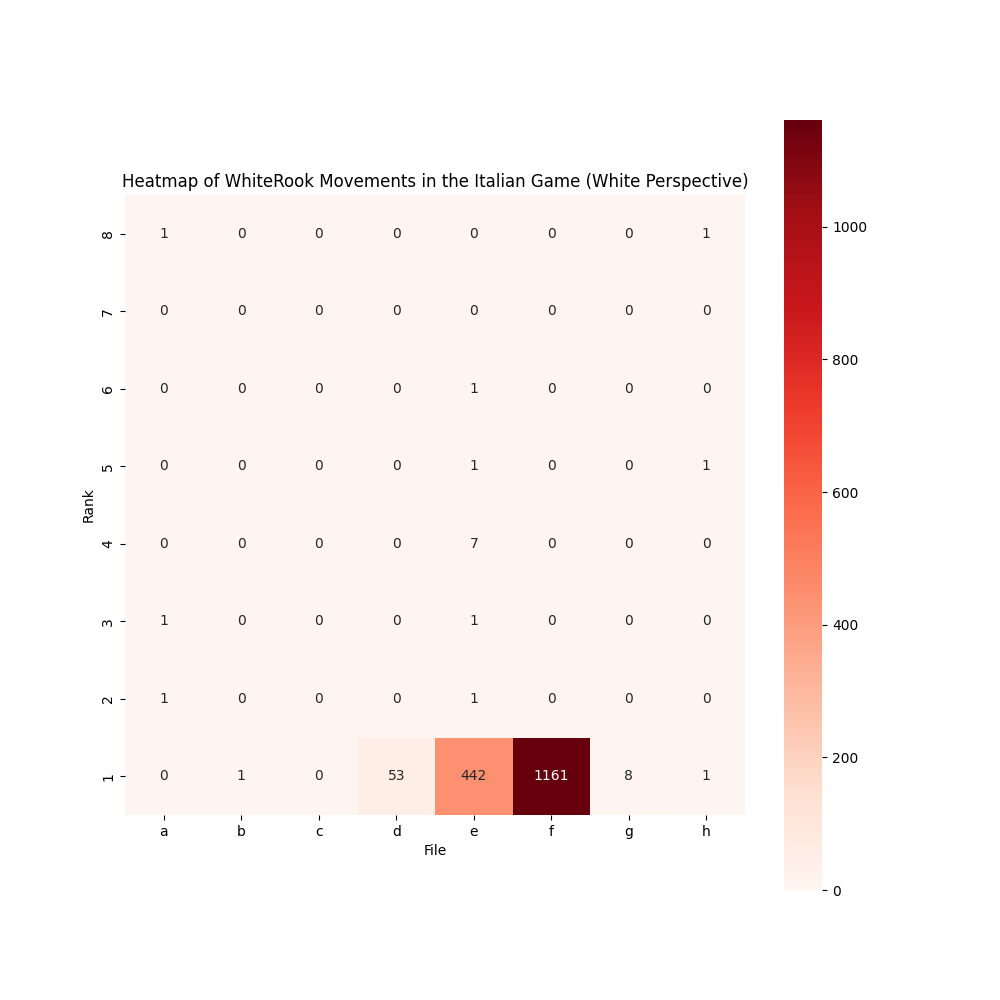 Heatmap of WhiteRook Movements in the Italian Game (White Perspective)
8 1 0 0 0 0 0 0 1
7 0 0 0 0 0 0 0 0
6 0 0 0 0 1 0 0 0
5 0 0 0 0 1 0 0 1
4 0 0 0 0 7 0 0 0
3 1 0 0 0 1 0 0 0
2 1 0 0 0 1 0 0 0
1 0 1 0 53 442 1161 8 1
a b c d e f g h
File
Rank
1000
800
600
400
200
0